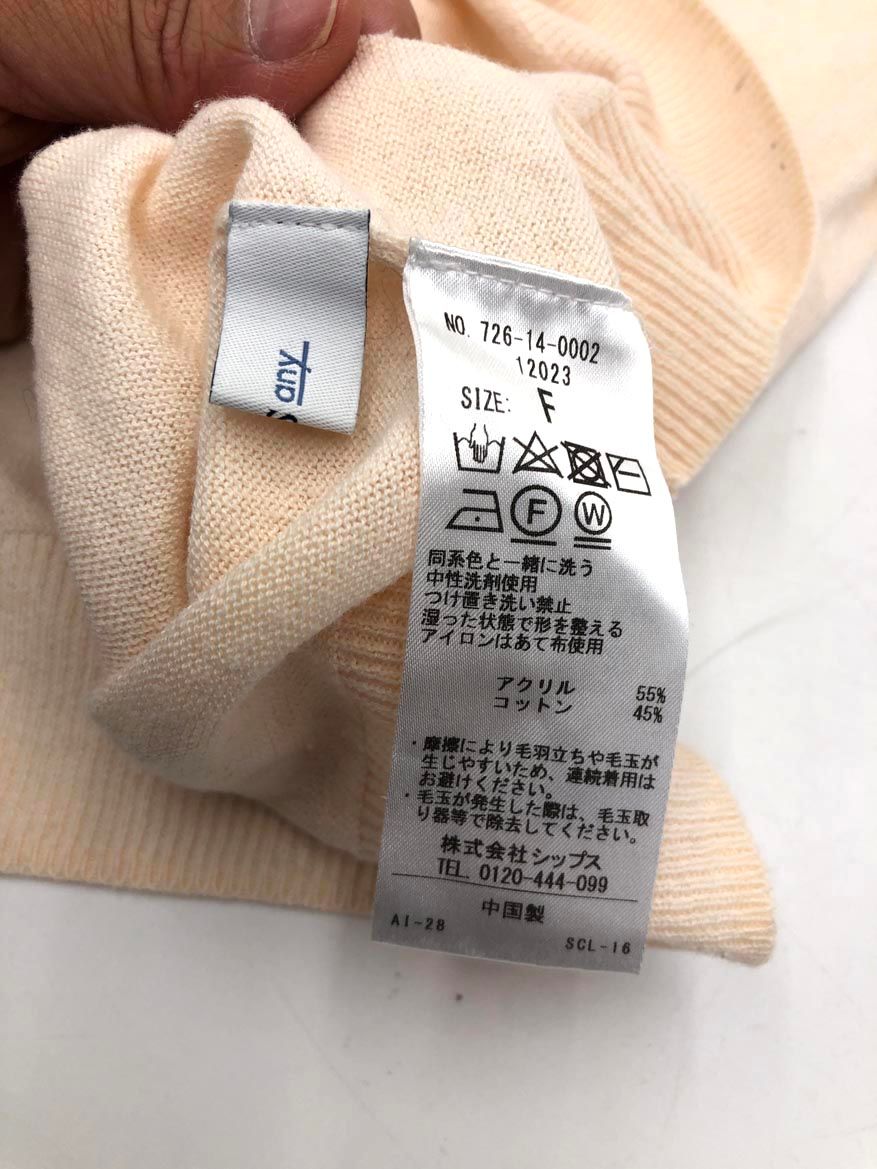 any
NO. 726-14-0002
12023
SIZE: F
F
W
同系色と一緒に洗う
中性洗剤使用
つけ置き洗い禁止
湿った状態で形を整える
アイロンはあて布使用
アクリル 55%
コットン 45%
・摩擦により毛羽立ちや毛玉が
生じやすいため、連続着用は
お避けください。
・毛玉が発生した際は、毛玉取
り器等で除去してください。
株式会社シップス
TEL. 0120-444-099
中国製
AI-28
SCL-16